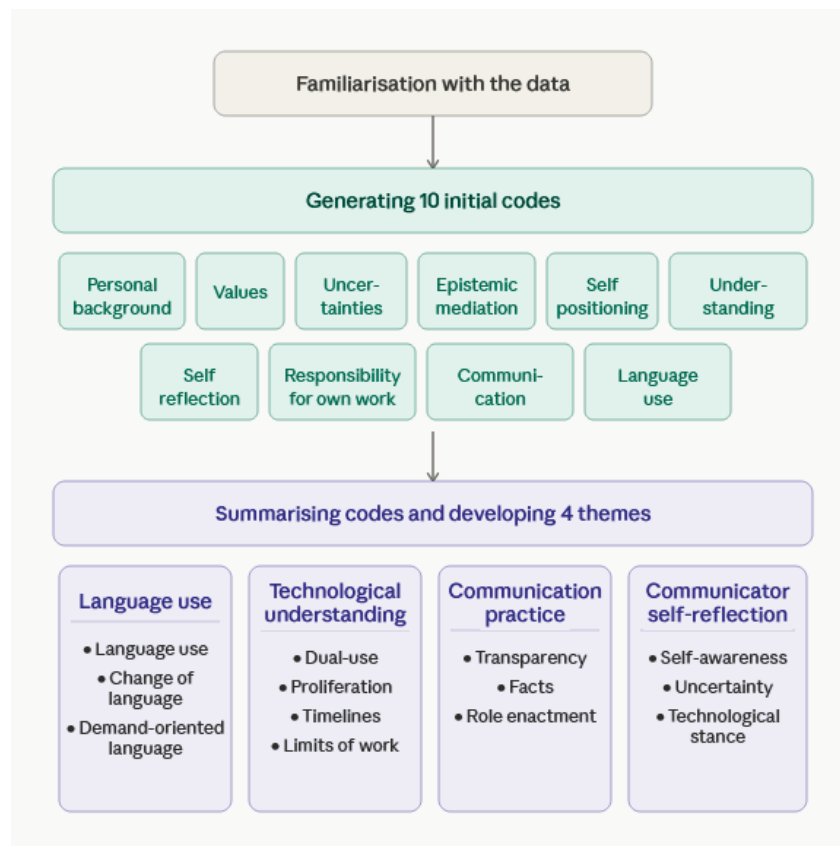 Familiarisation with the data
Generating 10 initial codes
Personal
background
Values
Uncer-
tainties
Epistemic
mediation
Self
positioning
Under-
standing
Self
reflection
Responsibility
for own work
Communi-
cation
Language
use
Summarising codes and developing 4 themes
Language use
• Language use
• Change of
language
• Demand-oriented
language
Technological
understanding
• Dual-use
• Proliferation
• Timelines
• Limits of work
Communication
practice
• Transparency
• Facts
• Role enactment
Communicator
self-reflection
• Self-awareness
• Uncertainty
• Technological
stance